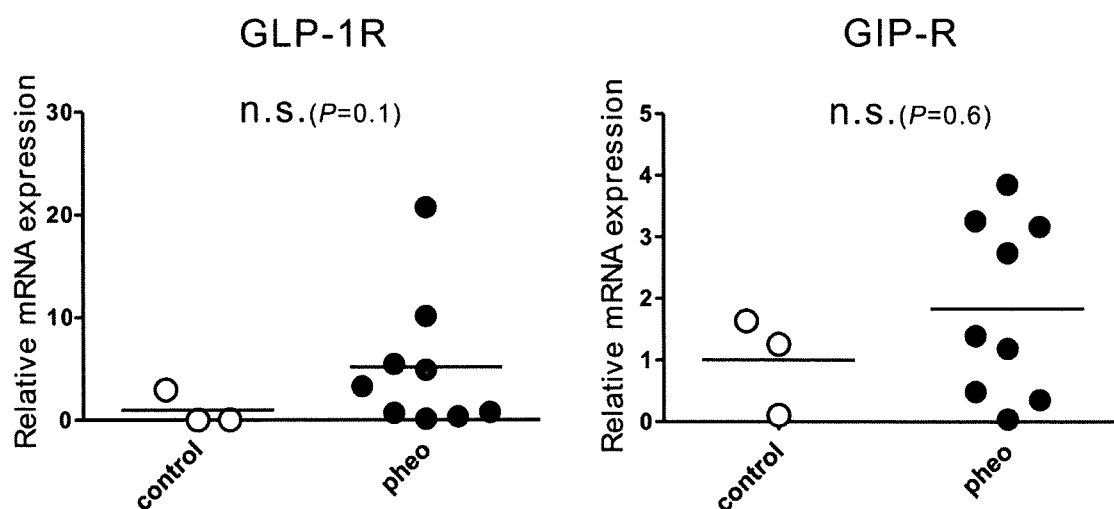 GLP-1R
n.s.(P=0.1)
Relative mRNA expression
30
20
10
0
control
pheo
GIP-R
n.s.(P=0.6)
Relative mRNA expression
5
4
3
2
1
0
control
pheo